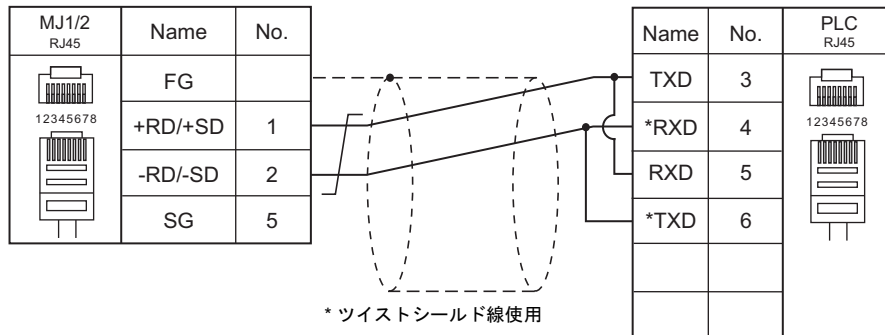 MJ1/2 Name No.
RJ45
FG
12345678
+RD/+SD 1
-RD/-SD 2
SG 5
Name No. PLC
RJ45
TXD 3
12345678
*RXD 4
RXD 5
*TXD 6
* ツイストシールド線使用